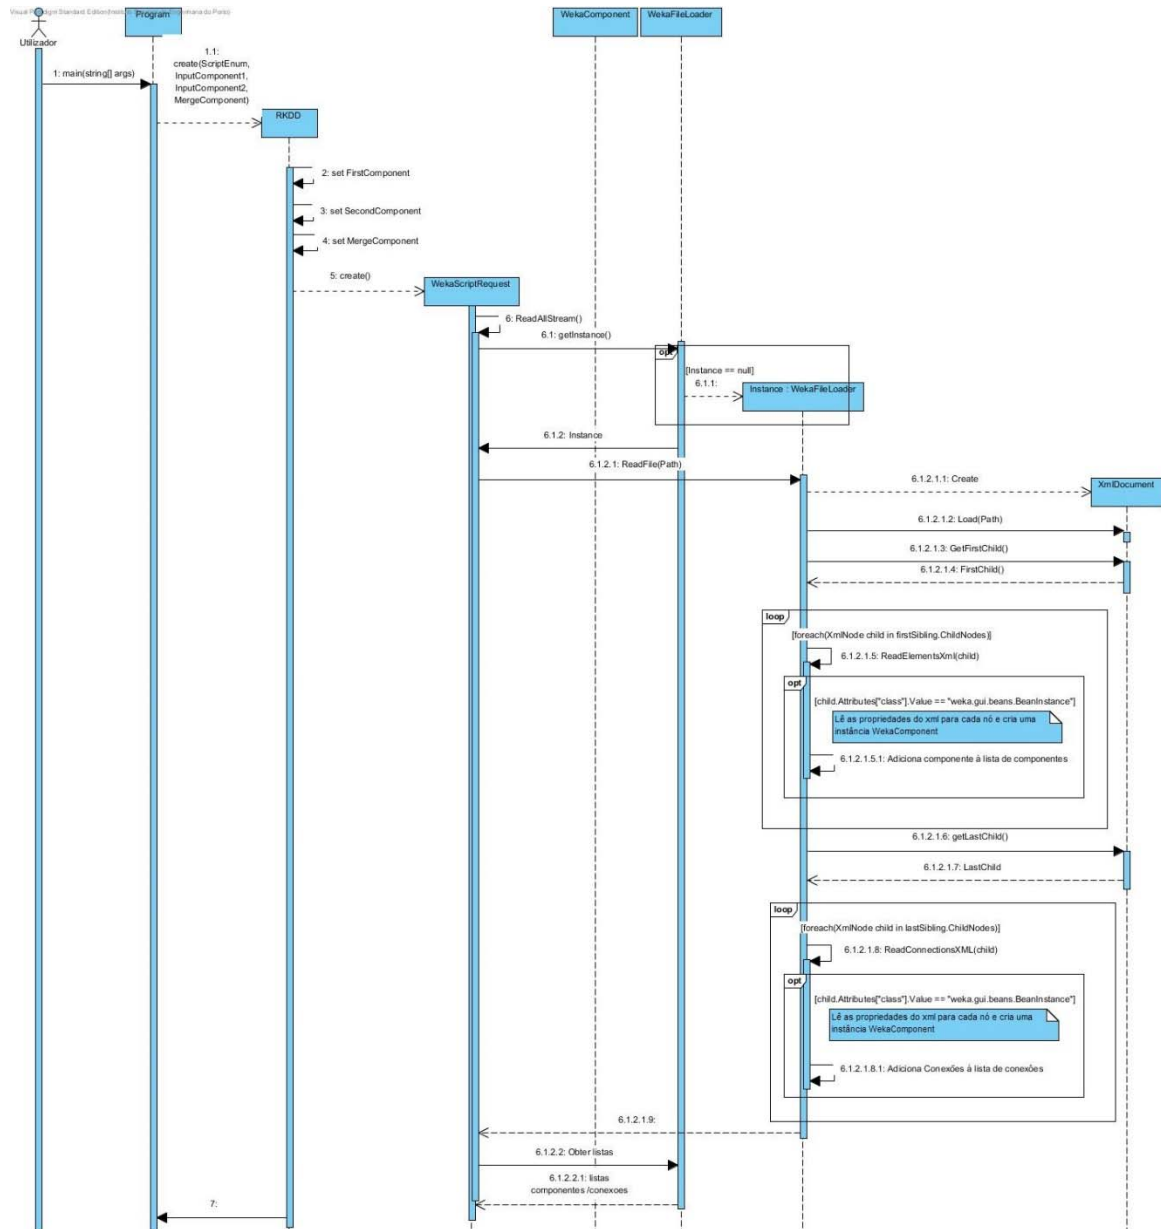 Visual Paradigm Standard Edition(Instit
Engenharia do Porto)
Utilizador
Program
WekaComponent
WekaFileLoader
1: main(string[] args)
1.1:
create(ScriptEnum,
InputComponent1,
InputComponent2,
MergeComponent)
RKDD
2: set FirstComponent
3: set SecondComponent
4: set MergeComponent
5: create()
WekaScriptRequest
6: ReadAllStream()
6.1: getInstance()
opt
[Instance == null]
6.1.1:
Instance : WekaFileLoader
6.1.2: Instance
6.1.2.1: ReadFile(Path)
6.1.2.1.1: Create
XmlDocument
6.1.2.1.2: Load(Path)
6.1.2.1.3: GetFirstChild()
6.1.2.1.4: FirstChild()
loop
[foreach(XmlNode child in firstSibling.ChildNodes)]
6.1.2.1.5: ReadElementsXml(child)
opt
[child.Attributes["class"].Value == "weka.gui.beans.BeanInstance"]
Lê as propriedades do xml para cada nó e cria uma
instância WekaComponent
6.1.2.1.5.1: Adiciona componente à lista de componentes
6.1.2.1.6: getLastChild()
6.1.2.1.7: LastChild
loop
[foreach(XmlNode child in lastSibling.ChildNodes)]
6.1.2.1.8: ReadConnectionsXML(child)
opt
[child.Attributes["class"].Value == "weka.gui.beans.BeanInstance"]
Lê as propriedades do xml para cada nó e cria uma
instância WekaComponent
6.1.2.1.8.1: Adiciona Conexões à lista de conexões
6.1.2.1.9:
6.1.2.2: Obter listas
6.1.2.2.1: listas
componentes /conexoes
7: